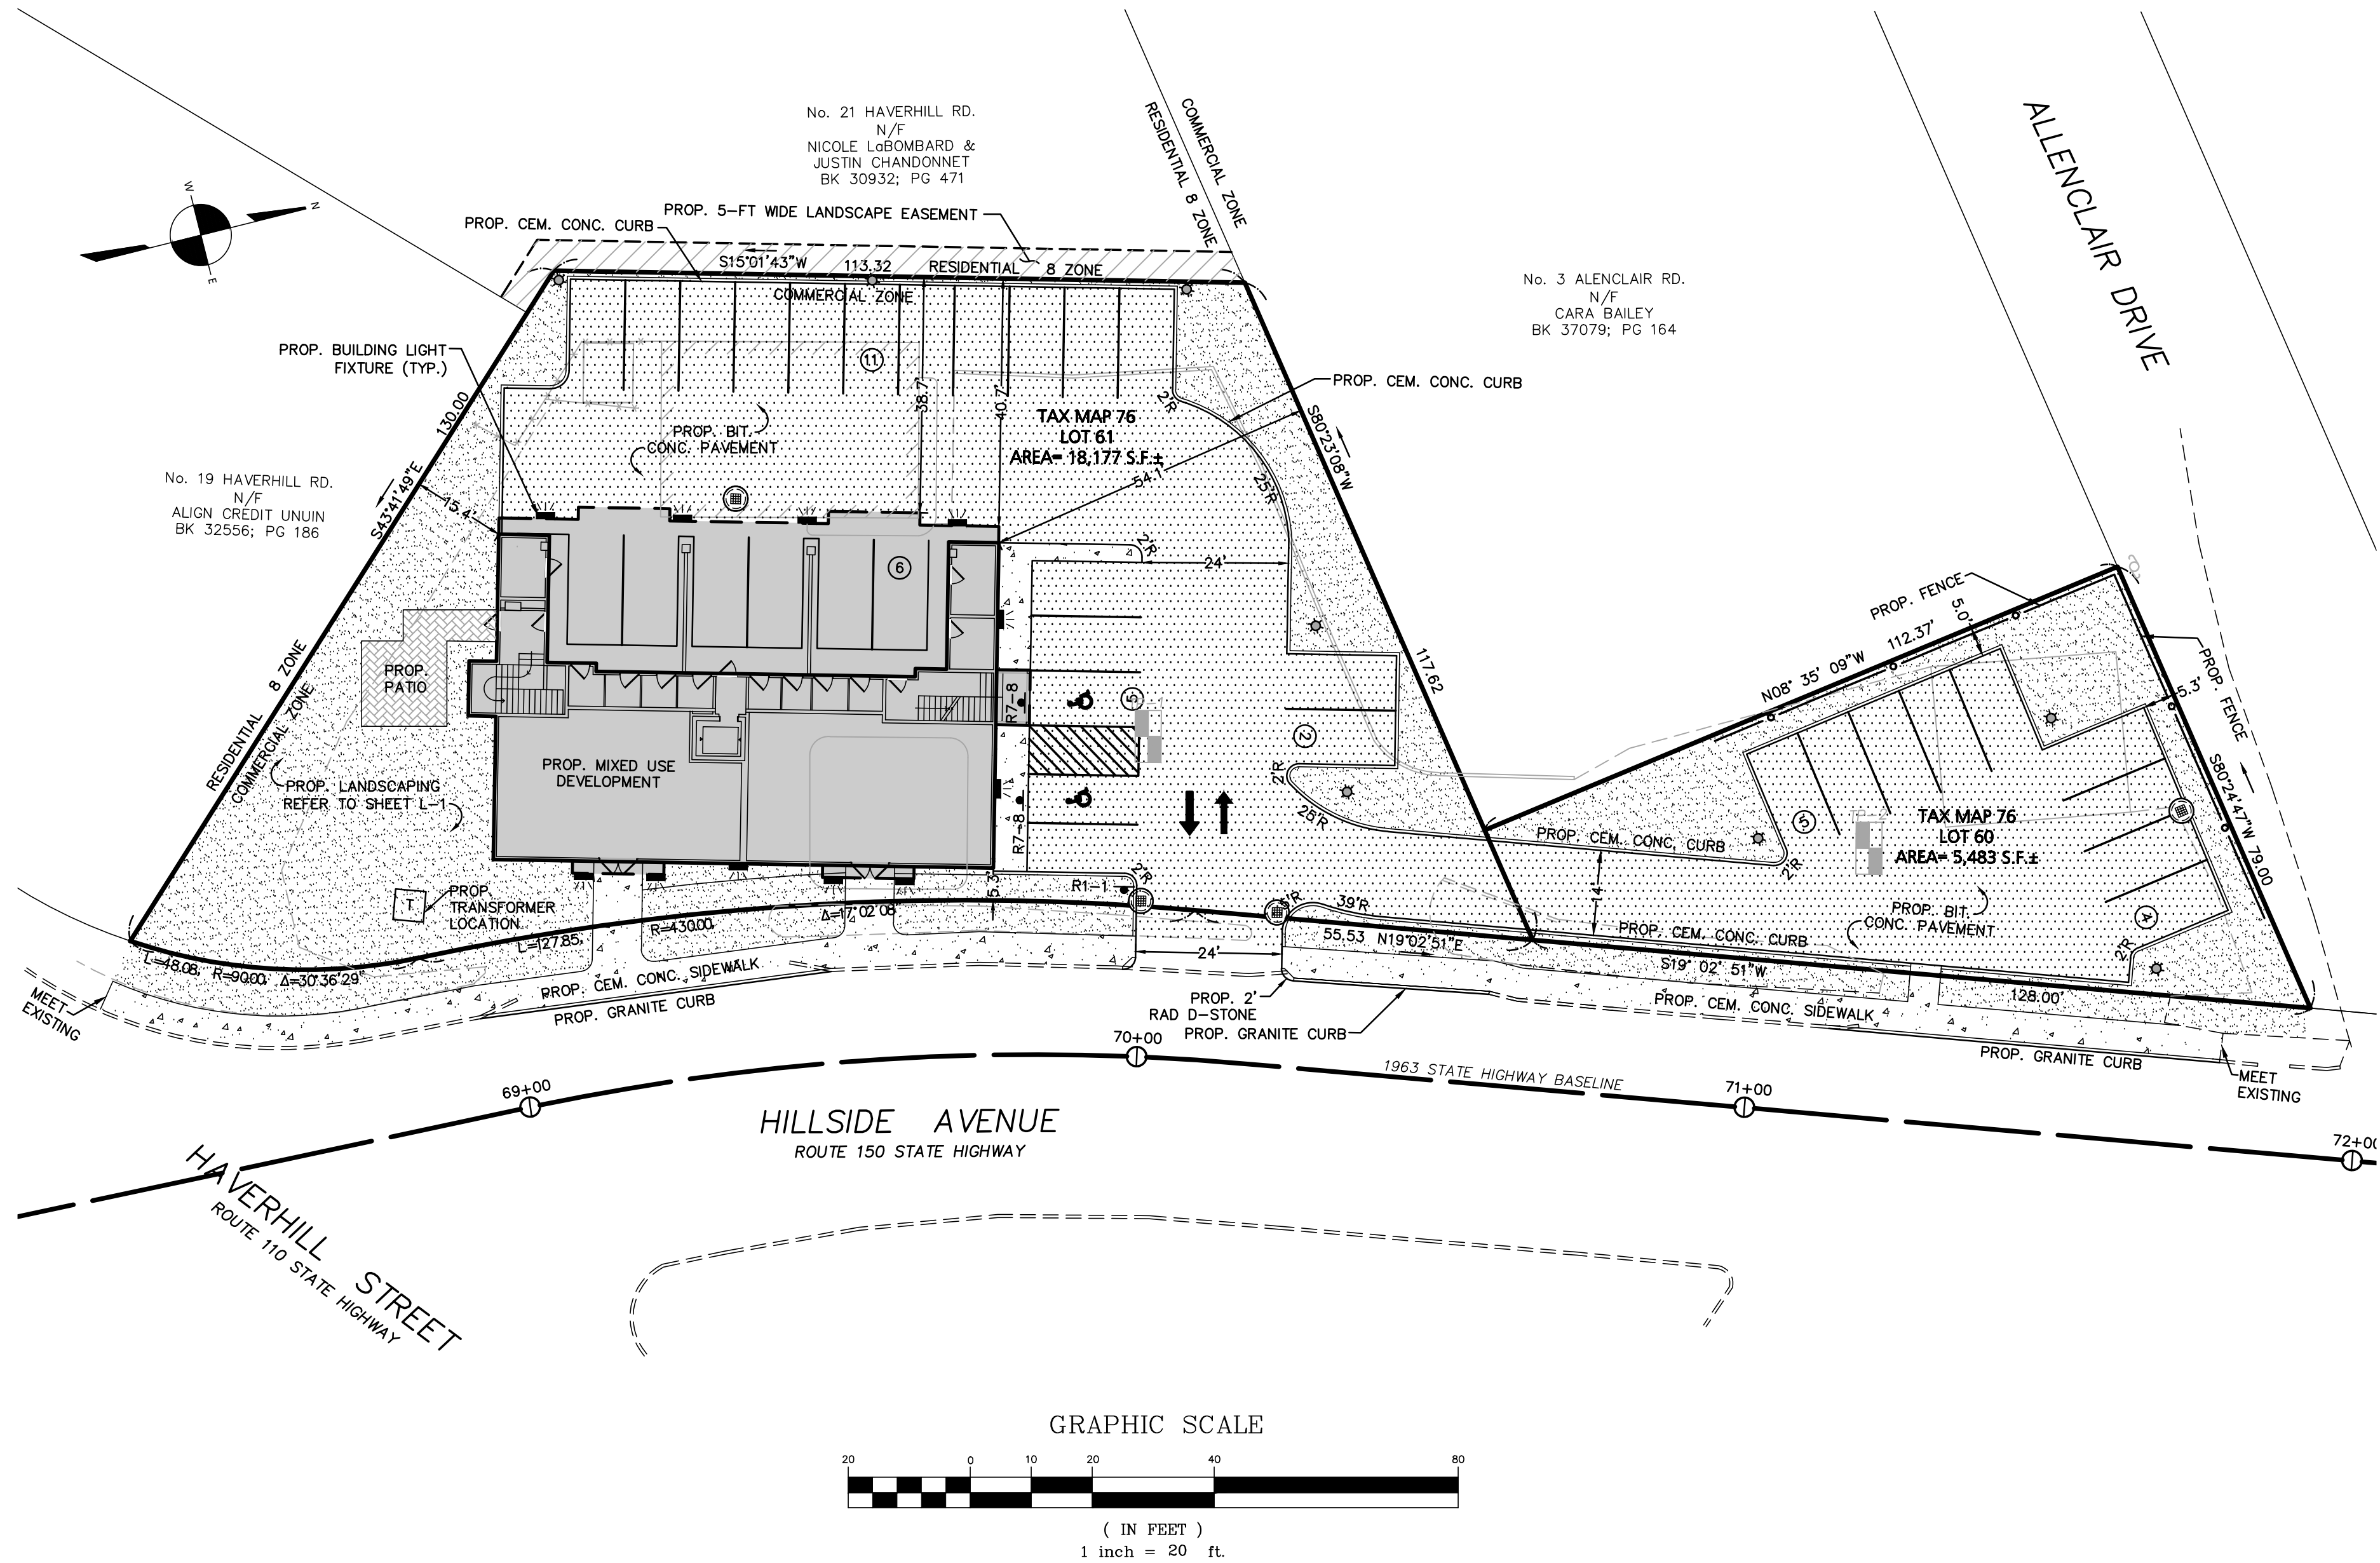 No. 21 HAVERHILL RD.
N/F
NICOLE LaBOMBARD &
JUSTIN CHANDONNET
BK 30932; PG 471
COMMERCIAL ZONE
RESIDENTIAL 8 ZONE
ALLENCLAIR DRIVE
W
N
E
PROP. CEM. CONC. CURB
PROP. 5-FT WIDE LANDSCAPE EASEMENT
S15°01'43"W
113.32
RESIDENTIAL 8 ZONE
COMMERCIAL ZONE
No. 3 ALENCLAIR RD.
N/F
CARA BAILEY
BK 37079; PG 164
PROP. BUILDING LIGHT
FIXTURE (TYP.)
11
38.7'
40.7'
PROP. CEM. CONC. CURB
2'R
130.00
PROP. BIT.
CONC. PAVEMENT
TAX MAP 76
LOT 61
AREA= 18,177 S.F.±
54.1'
25'R
S80°23'08"W
No. 19 HAVERHILL RD.
N/F
ALIGN CREDIT UNUIN
BK 32556; PG 186
S43°41'49"E
15.4'
6
2'R
24'
PROP. FENCE
5.0'
N08° 35' 09"W
112.37'
PROP. FENCE
5.3'
117.62
PROP.
PATIO
R7-8
5
2
RESIDENTIAL 8 ZONE
COMMERCIAL ZONE
PROP. MIXED USE
DEVELOPMENT
PROP. LANDSCAPING
REFER TO SHEET L-1
2'R
25'R
R7-8
PROP. CEM. CONC. CURB
5
2'R
TAX MAP 76
LOT 60
AREA= 5,483 S.F.±
S80°24'47"W
79.00
T
PROP.
TRANSFORMER
LOCATION
5.3'
R1-1
2'R
5'R
39'R
14'
PROP. BIT.
CONC. PAVEMENT
4
2'R
L=48.08,
R=90.00,
Δ=30°36'29"
L=127.85,
R=430.00,
Δ=17°02'08"
24'
55.53
N19°02'51"E
PROP. CEM. CONC. CURB
S19° 02' 51"W
128.00'
MEET
EXISTING
PROP. CEM. CONC. SIDEWALK
PROP. GRANITE CURB
PROP. 2'
RAD D-STONE
PROP. GRANITE CURB
PROP. CEM. CONC. SIDEWALK
PROP. GRANITE CURB
MEET
EXISTING
69+00
70+00
1963 STATE HIGHWAY BASELINE
71+00
72+00
HILLSIDE AVENUE
ROUTE 150 STATE HIGHWAY
HAVERHILL STREET
ROUTE 110 STATE HIGHWAY
GRAPHIC SCALE
20 0 10 20 40 80
( IN FEET )
1 inch = 20 ft.